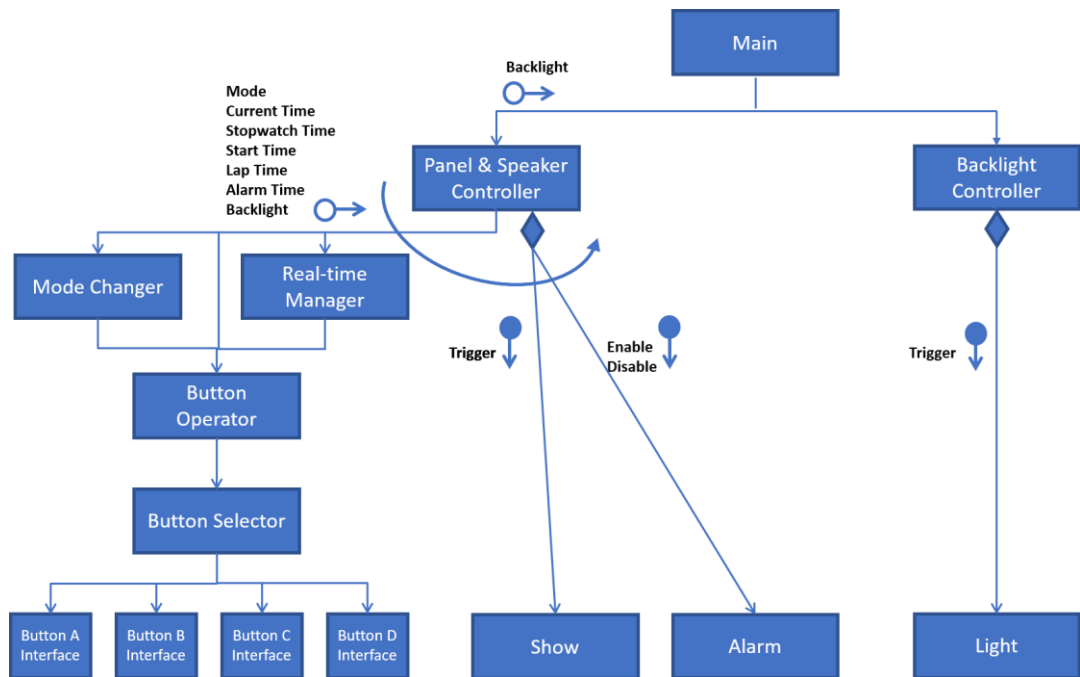 Main
Backlight
Mode
Current Time
Stopwatch Time
Start Time
Lap Time
Alarm Time
Backlight
Panel & Speaker
Controller
Backlight
Controller
Mode Changer
Real-time
Manager
Trigger
Enable
Disable
Trigger
Button
Operator
Button Selector
Button A
Interface
Button B
Interface
Button C
Interface
Button D
Interface
Show
Alarm
Light